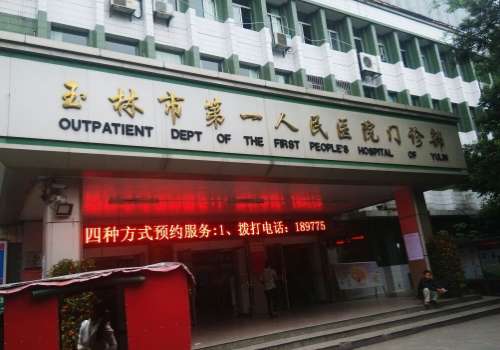 玉林市第一人民医院门诊部
OUTPATIENT DEPT OF THE FIRST PEOPLE'S HOSPITAL OF YULIN
四种方式预约服务:1、拨打电话:189775